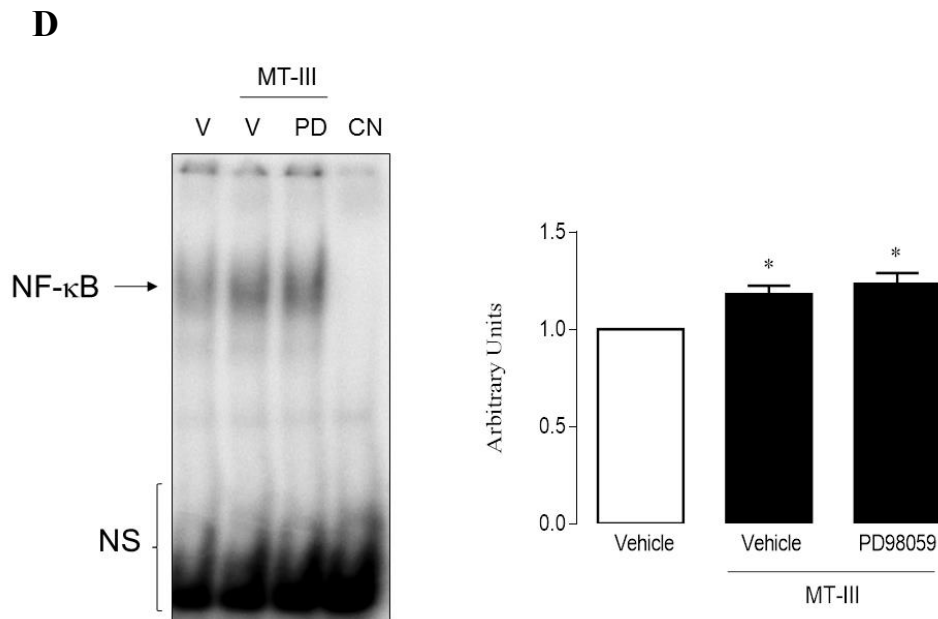 D
MT-III
V V PD CN
NF-κB
NS
1.5
1.0
0.5
0.0
Arbitrary Units
* *
Vehicle Vehicle PD98059
MT-III